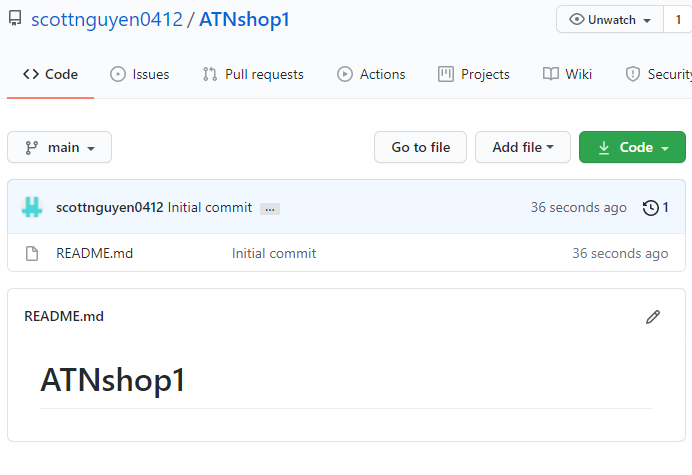 scottnguyen0412 / ATNshop1 Unwatch 1
Code Issues Pull requests Actions Projects Wiki Security
main Go to file Add file Code
scottnguyen0412 Initial commit ... 36 seconds ago 1
README.md Initial commit 36 seconds ago
README.md
ATNshop1